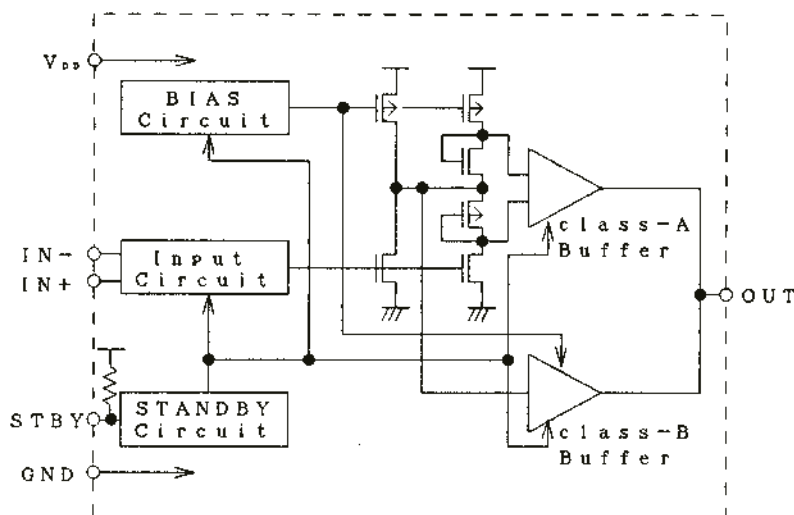 VDD
BIAS
Circuit
IN-
IN+
Input
Circuit
class-A
Buffer
OUT
STBY
STANDBY
Circuit
class-B
Buffer
GND